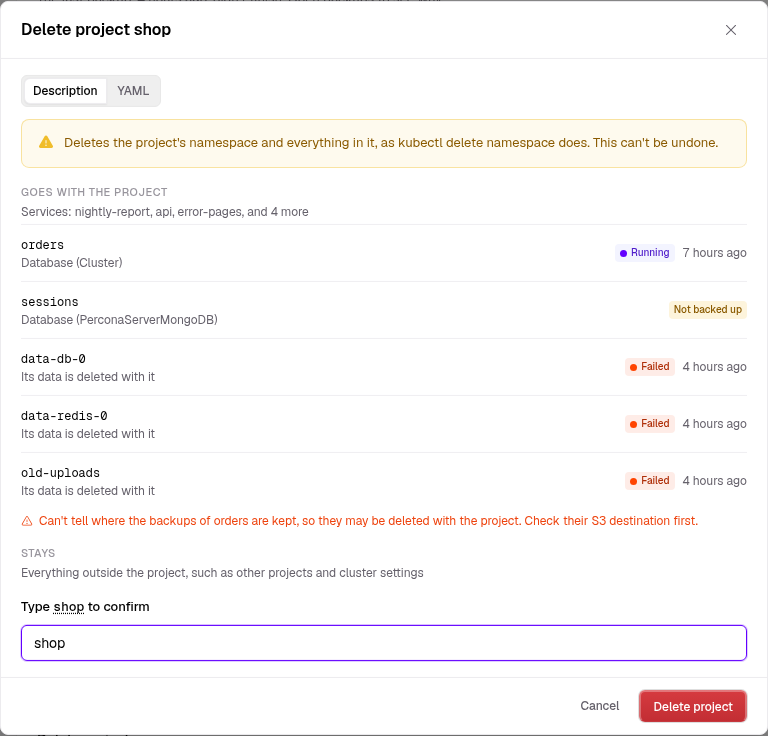 Delete project shop
Description YAML
Deletes the project's namespace and everything in it, as kubectl delete namespace does. This can't be undone.
GOES WITH THE PROJECT
Services: nightly-report, api, error-pages, and 4 more
orders
Database (Cluster)
Running 7 hours ago
sessions
Database (PerconaServerMongoDB)
Not backed up
data-db-0
Its data is deleted with it
Failed 4 hours ago
data-redis-0
Its data is deleted with it
Failed 4 hours ago
old-uploads
Its data is deleted with it
Failed 4 hours ago
Can't tell where the backups of orders are kept, so they may be deleted with the project. Check their S3 destination first.
STAYS
Everything outside the project, such as other projects and cluster settings
Type shop to confirm
shop
Cancel Delete project